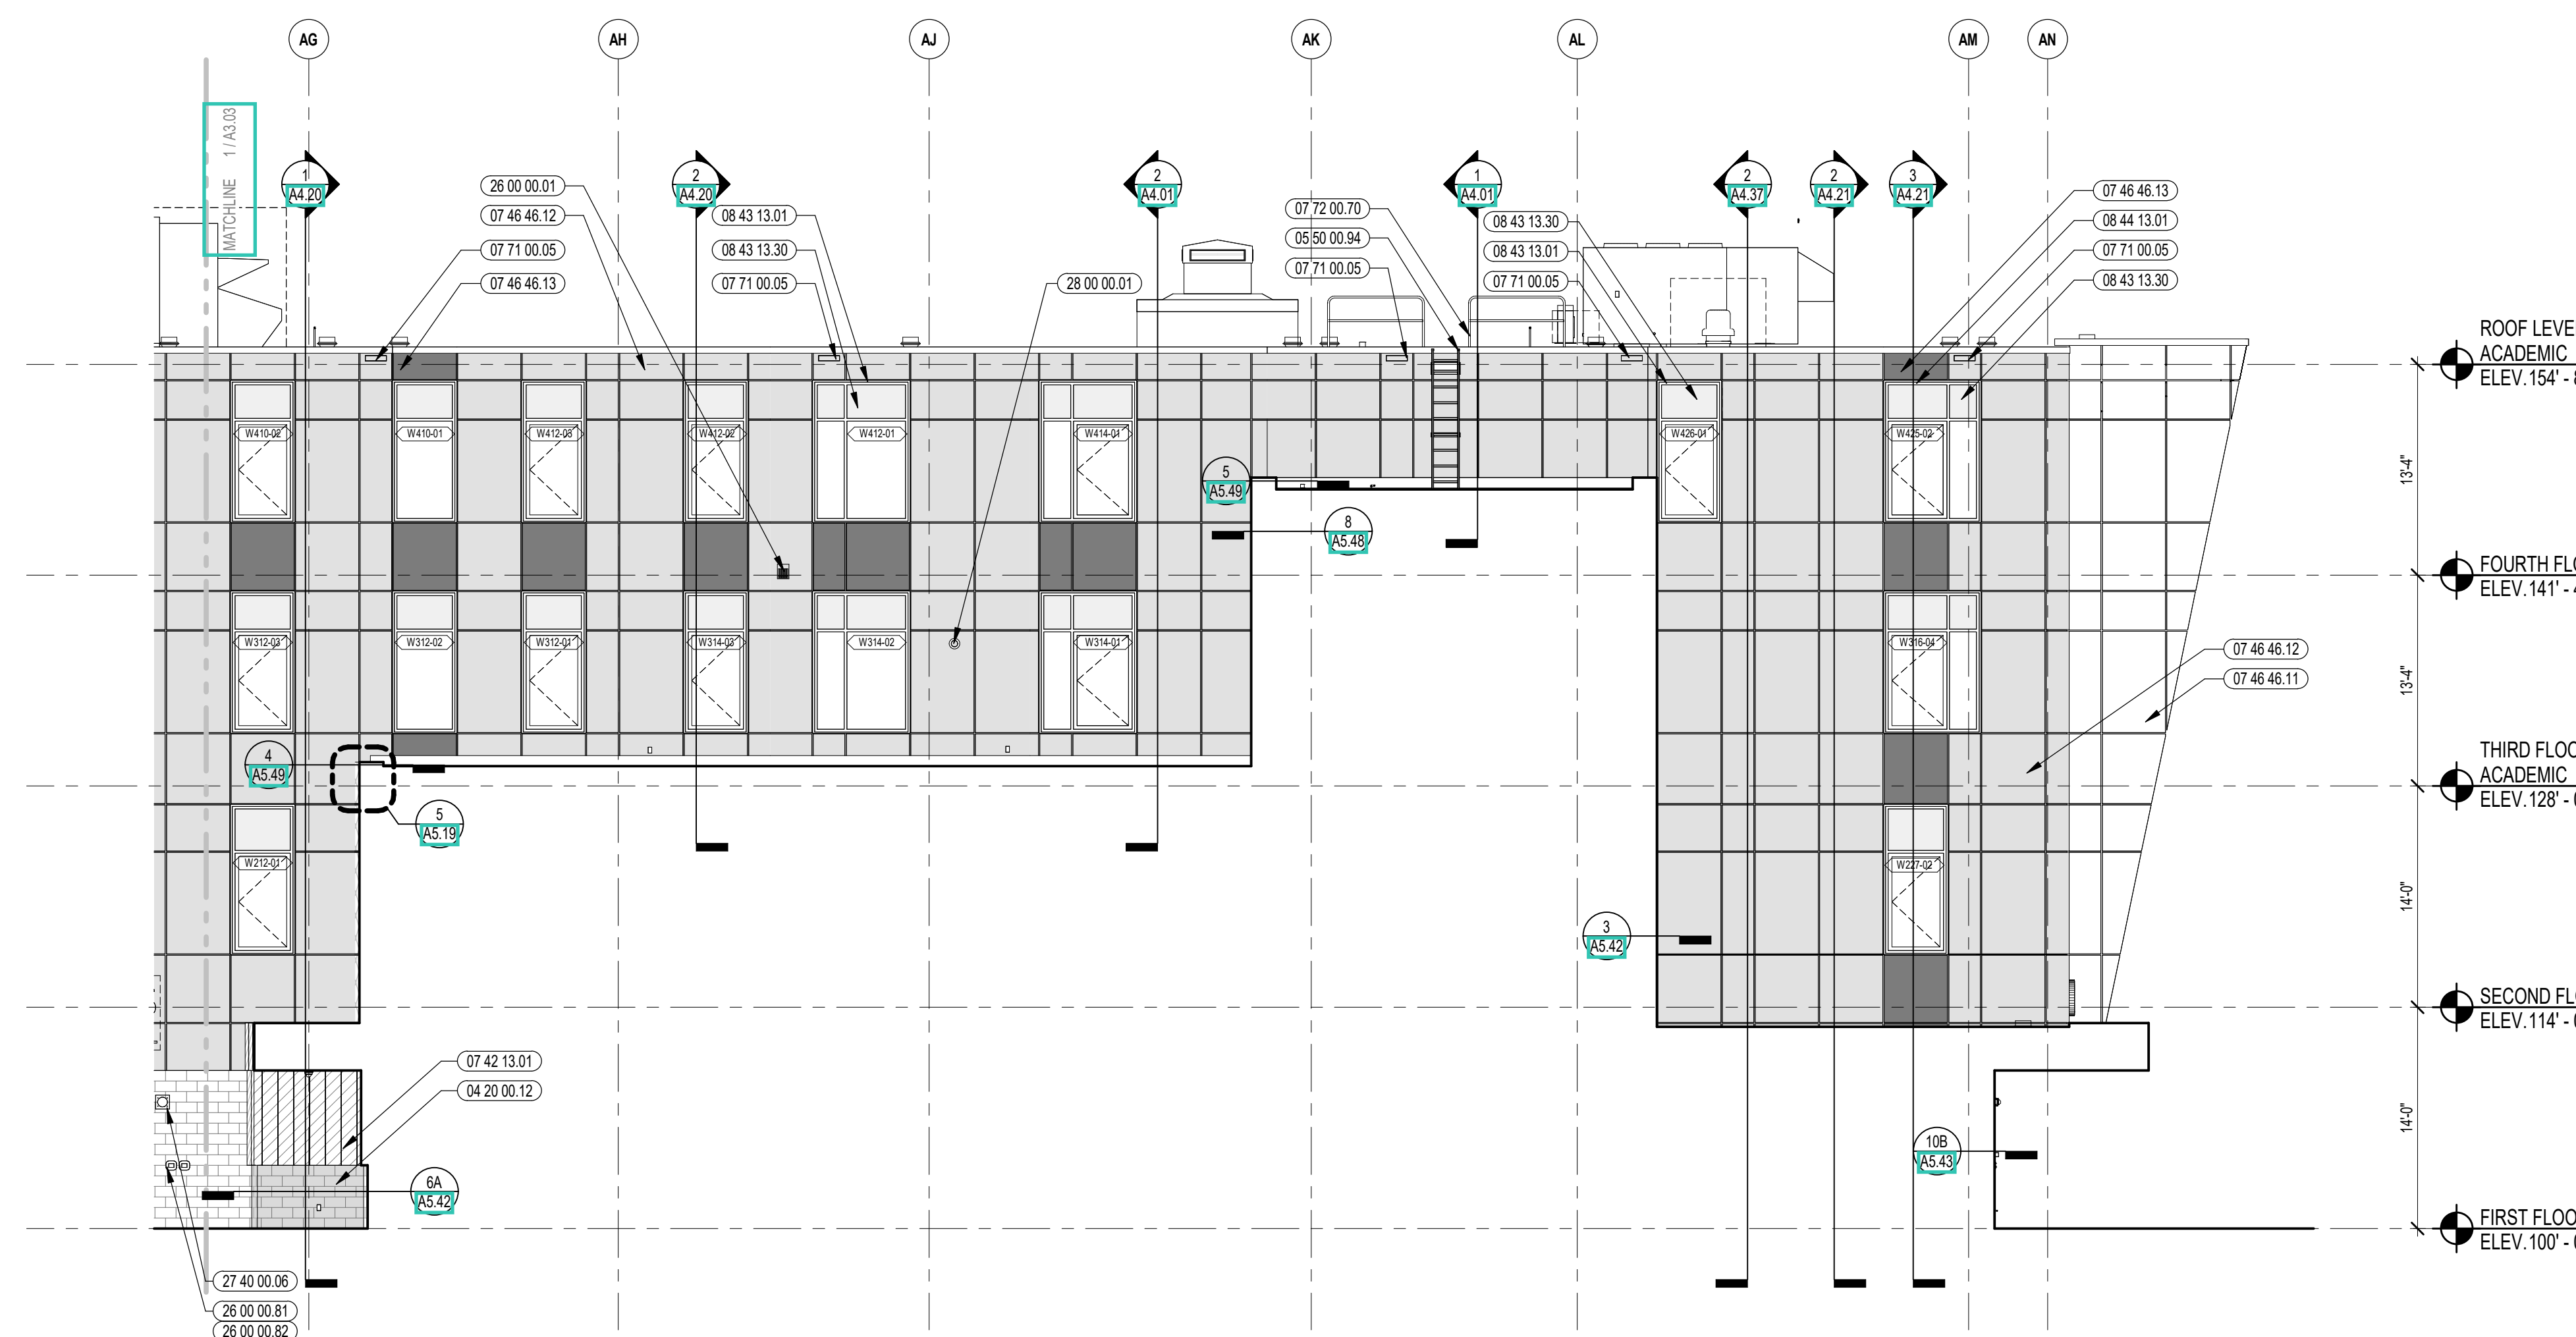 AG
AH
AJ
AK
AL
AM
AN
MATCHLINE 1 / A3.03
1
A4.20
2
A4.20
2
A4.01
1
A4.01
2
A4.37
2
A4.21
3
A4.21
26 00 00.01
07 46 46.12
07 71 00.05
07 46 46.13
08 43 13.01
08 43 13.30
07 71 00.05
28 00 00.01
07 72 00.70
05 50 00.94
07 71 00.05
08 43 13.30
08 43 13.01
07 71 00.05
07 46 46.13
08 44 13.01
07 71 00.05
08 43 13.30
ROOF LEVE
ACADEMIC
ELEV.154' - 8
W410-02
W410-01
W412-03
W412-02
W412-01
W414-01
W426-01
W425-02
13'-4"
5
A5.49
8
A5.48
FOURTH FLO
ELEV.141' - 4
W312-03
W312-02
W312-01
W314-03
W314-02
W314-01
W316-04
07 46 46.12
07 46 46.11
13'-4"
4
A5.49
5
A5.19
THIRD FLOO
ACADEMIC
ELEV.128' - 0
W212-01
W227-02
14'-0"
3
A5.42
SECOND FL
ELEV.114' - 0
07 42 13.01
04 20 00.12
14'-0"
10B
A5.43
6A
A5.42
FIRST FLOO
ELEV.100' - 0
27 40 00.06
26 00 00.81
26 00 00.82